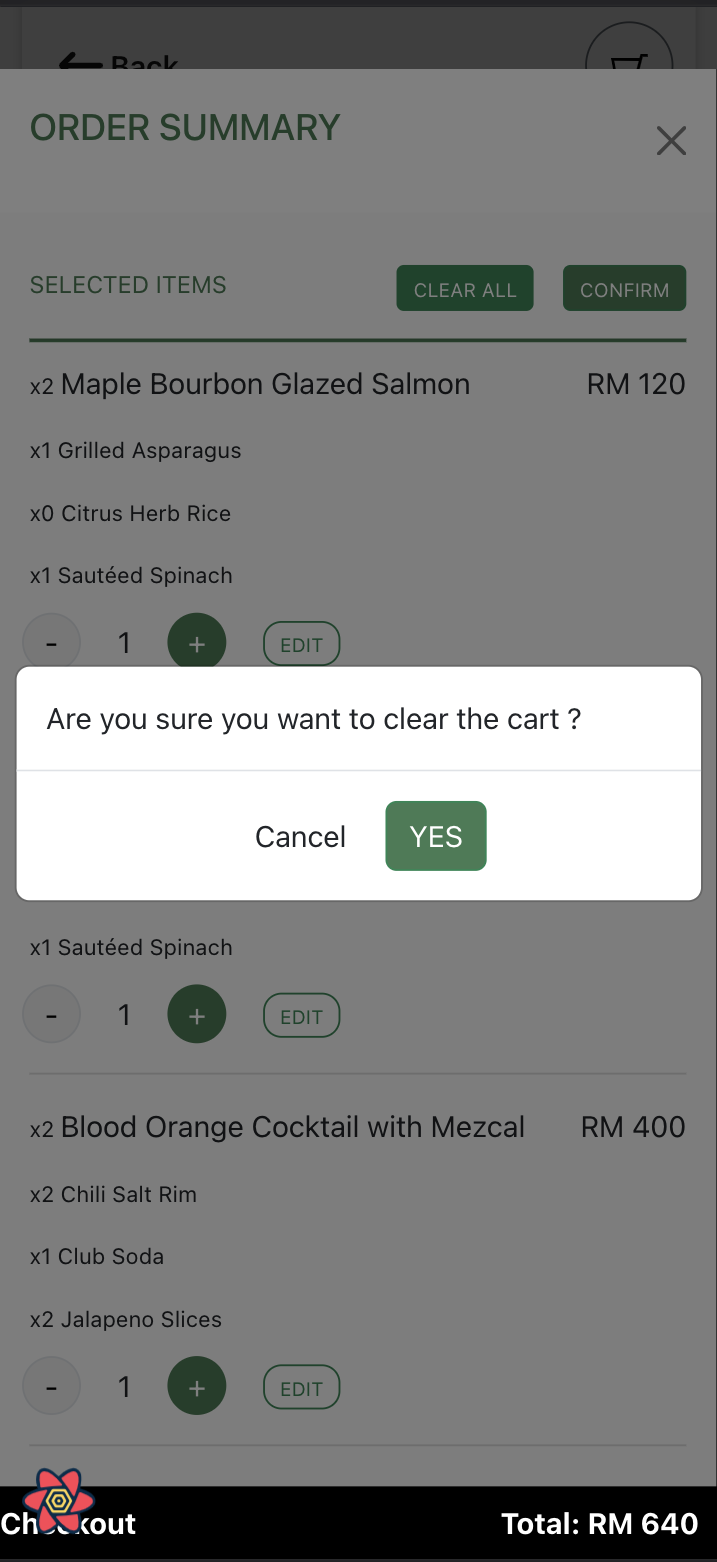 Back
ORDER SUMMARY
SELECTED ITEMS CLEAR ALL CONFIRM
x2 Maple Bourbon Glazed Salmon RM 120
x1 Grilled Asparagus
x0 Citrus Herb Rice
x1 Sautéed Spinach
- 1 + EDIT
Are you sure you want to clear the cart ?
Cancel YES
x1 Sautéed Spinach
- 1 + EDIT
x2 Blood Orange Cocktail with Mezcal RM 400
x2 Chili Salt Rim
x1 Club Soda
x2 Jalapeno Slices
- 1 + EDIT
Checkout Total: RM 640